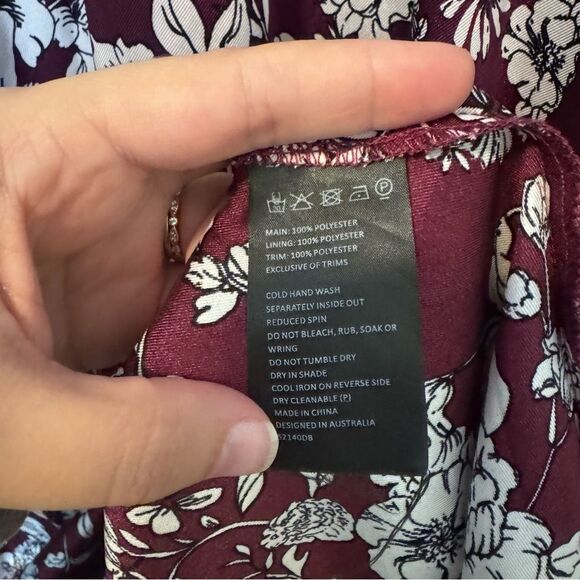 30
P
MAIN: 100% POLYESTER
LINING: 100% POLYESTER
TRIM: 100% POLYESTER
EXCLUSIVE OF TRIMS
COLD HAND WASH
SEPARATELY INSIDE OUT
REDUCED SPIN
DO NOT BLEACH, RUB, SOAK OR
WRING
DO NOT TUMBLE DRY
DRY IN SHADE
COOL IRON ON REVERSE SIDE
DRY CLEANABLE (P)
MADE IN CHINA
DESIGNED IN AUSTRALIA